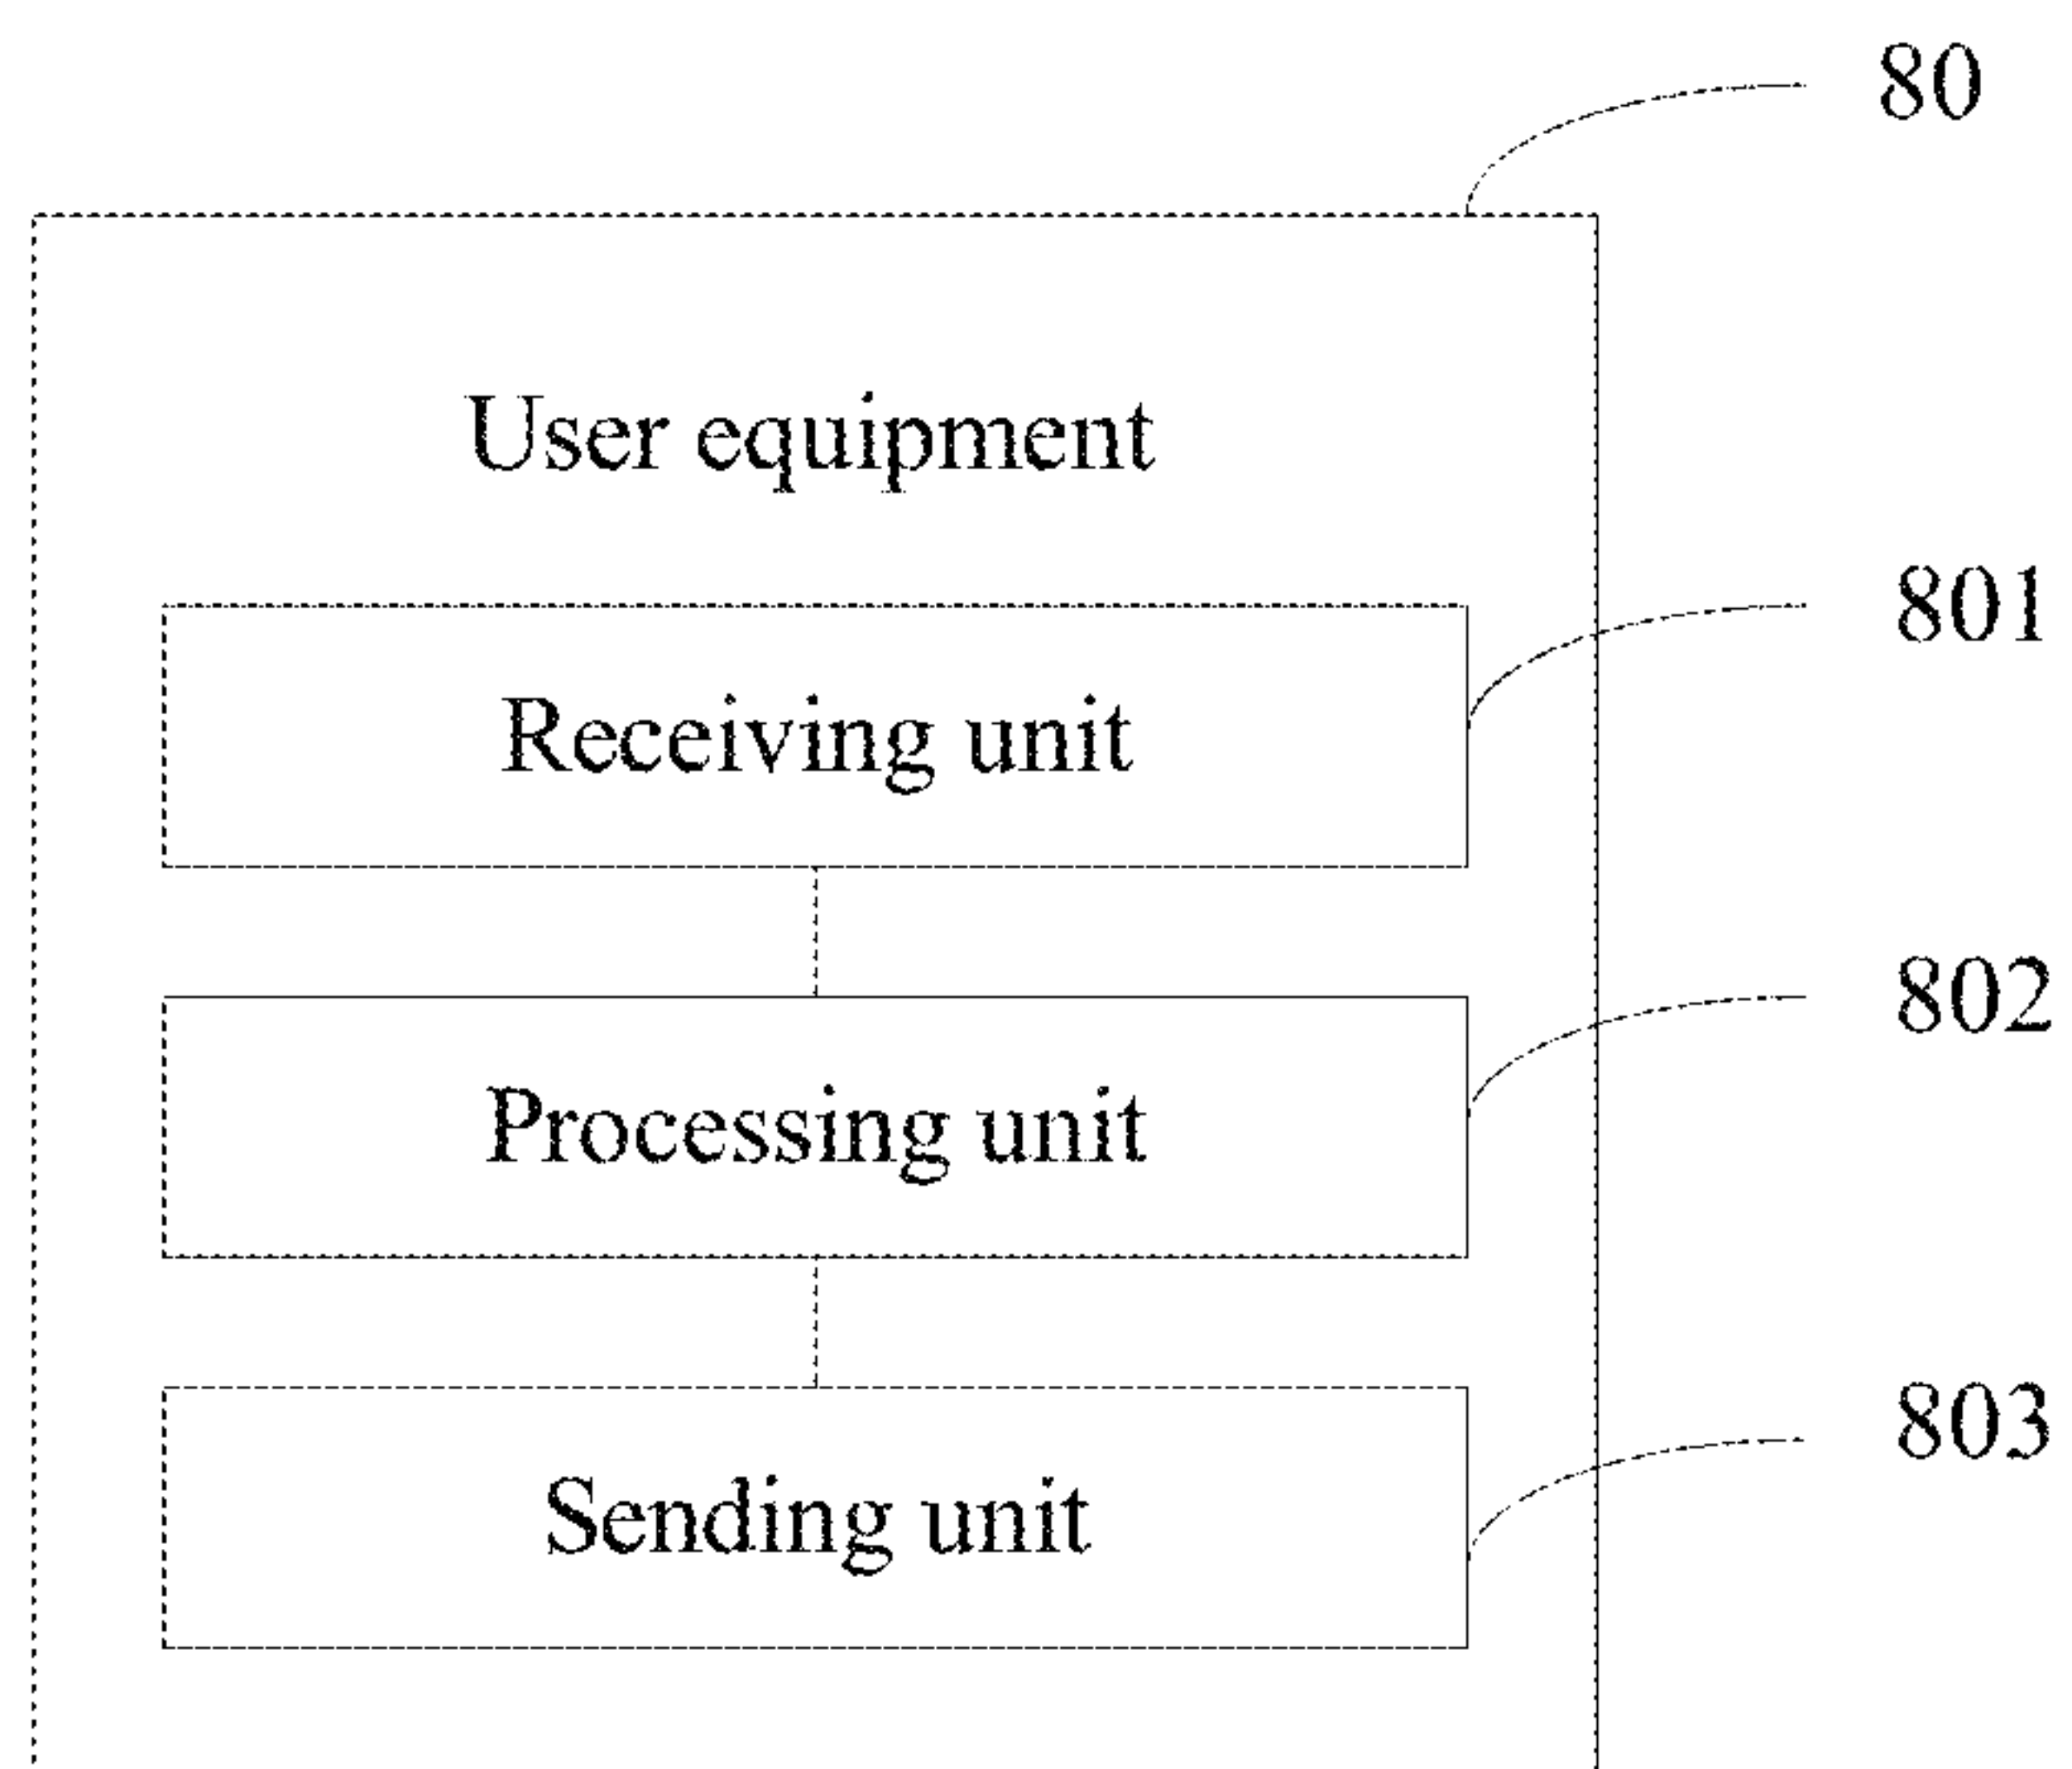 80
User equipment
801
Receiving unit
802
Processing unit
803
Sending unit